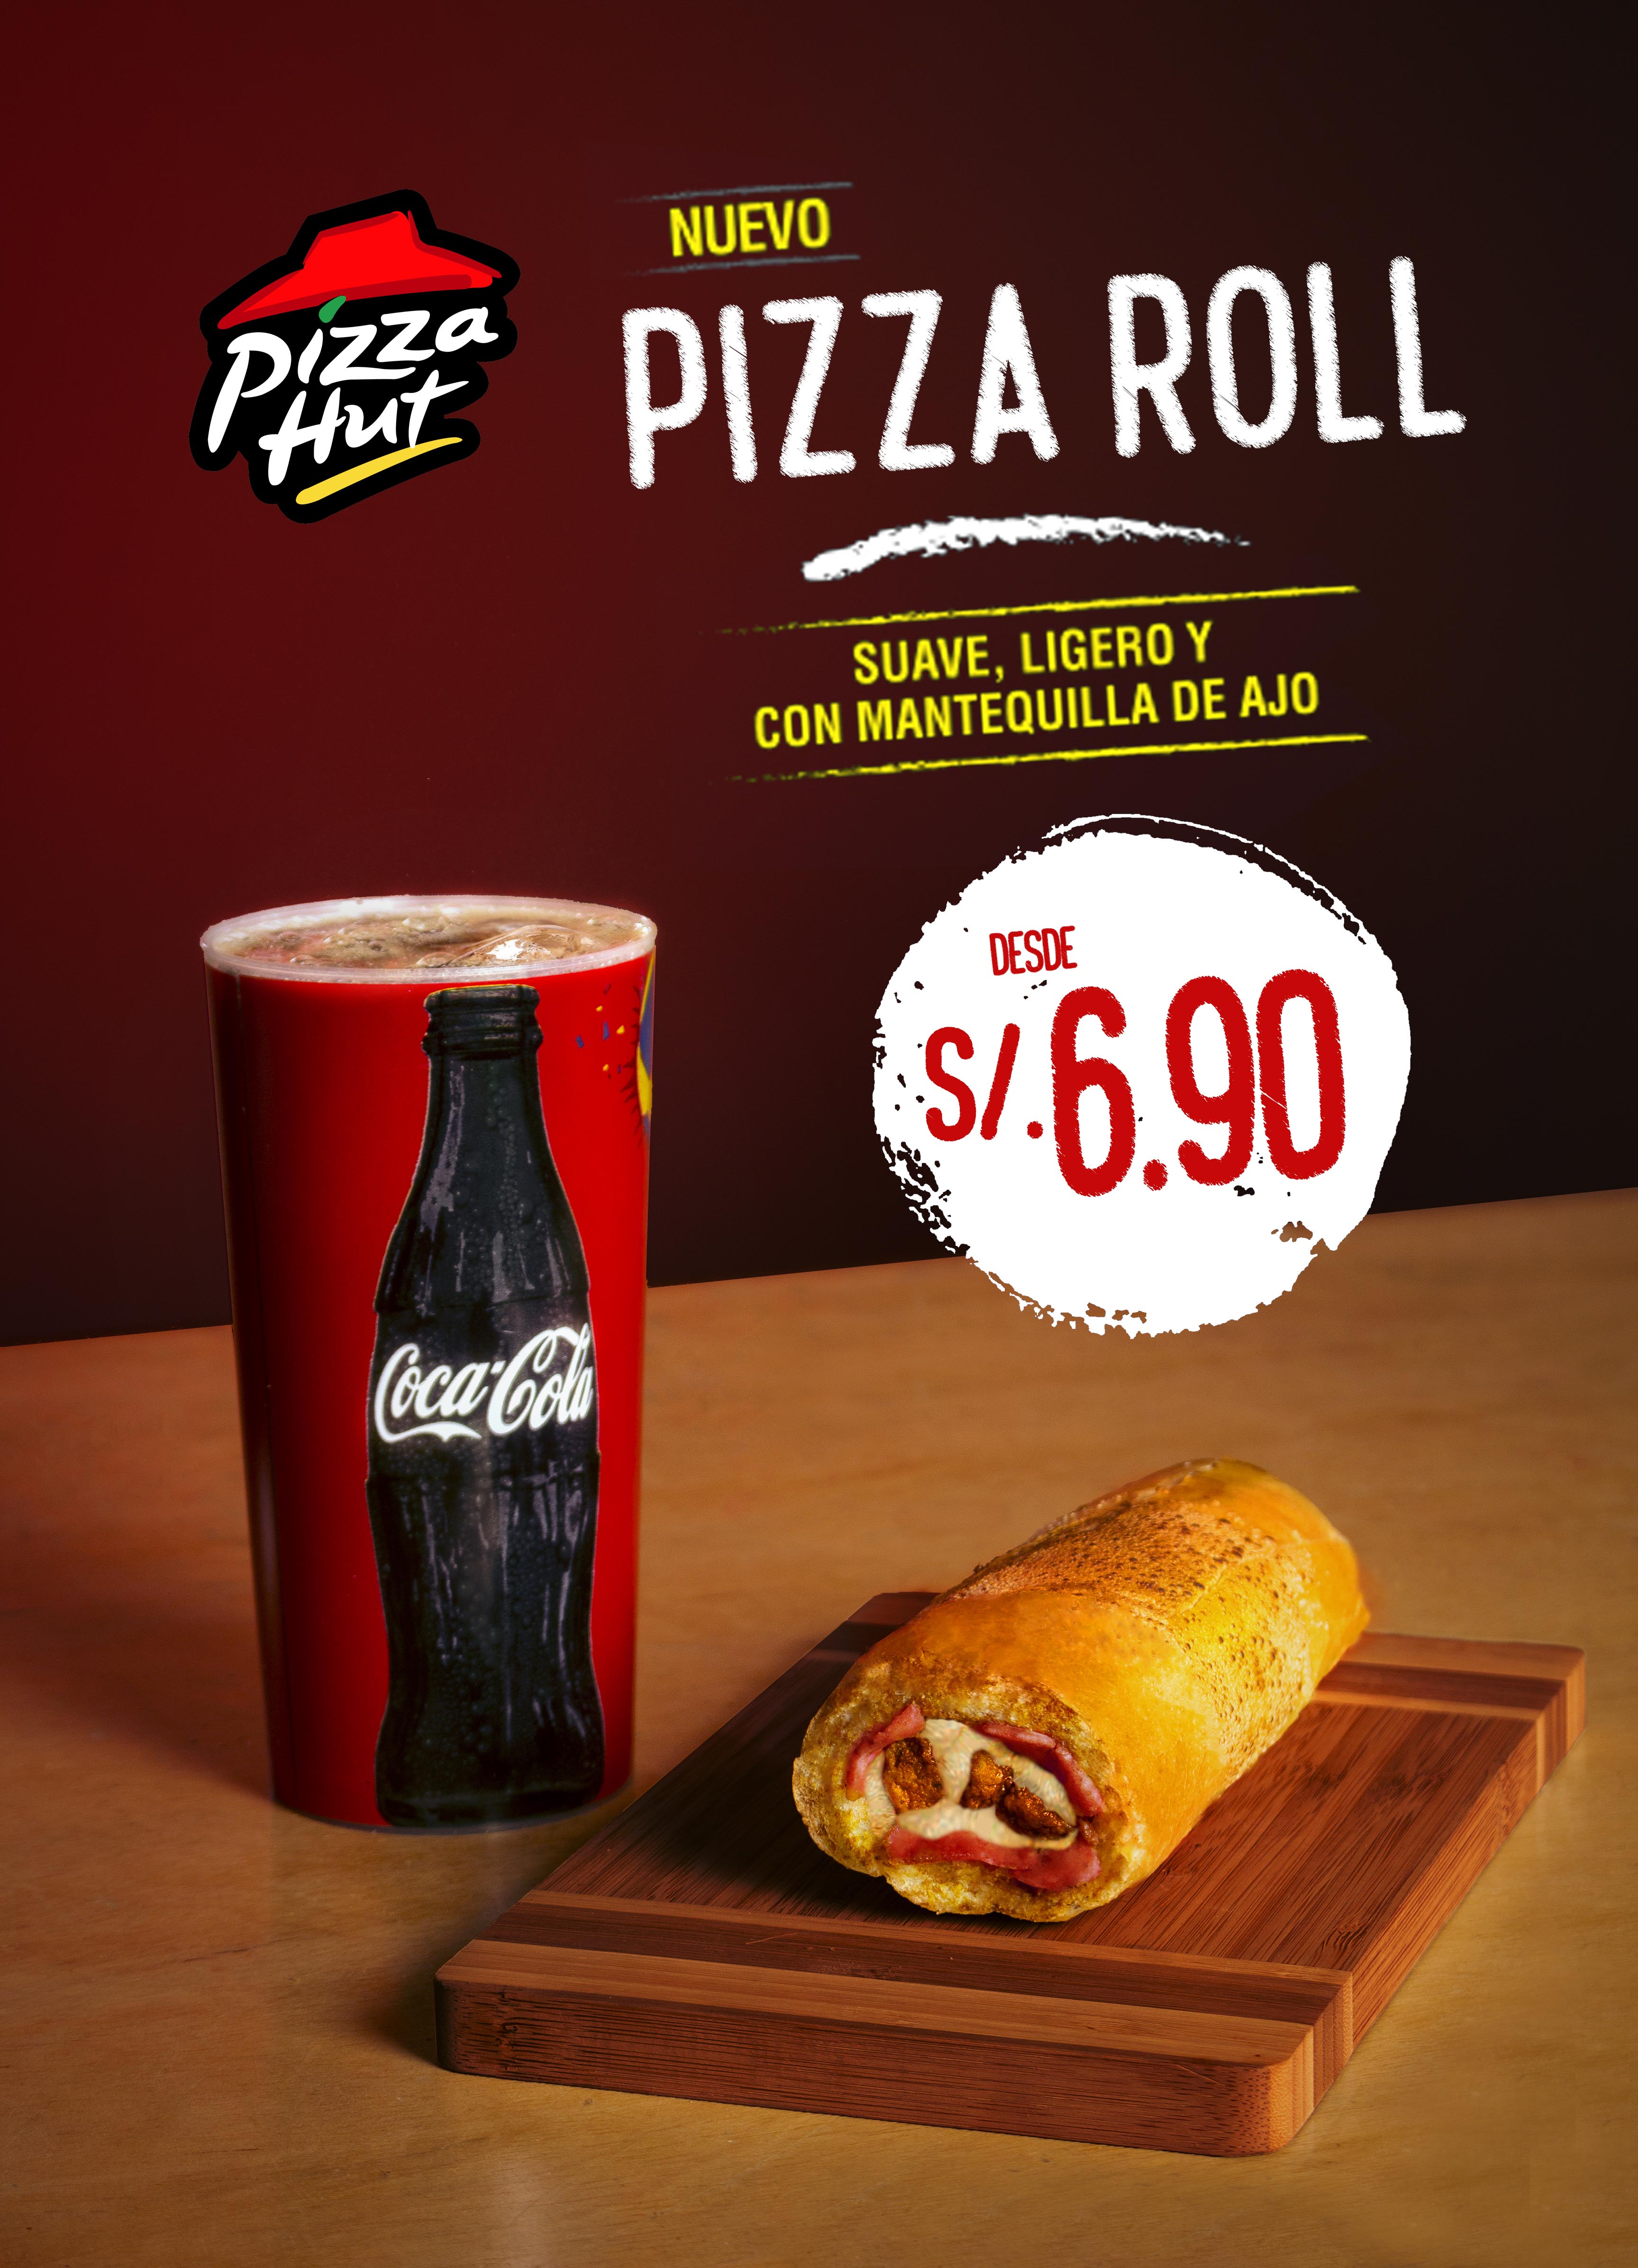 Pizza
Hut
NUEVO
PIZZA ROLL
SUAVE, LIGERO Y
CON MANTEQUILLA DE AJO
DESDE
S/.6.90
Coca-Cola